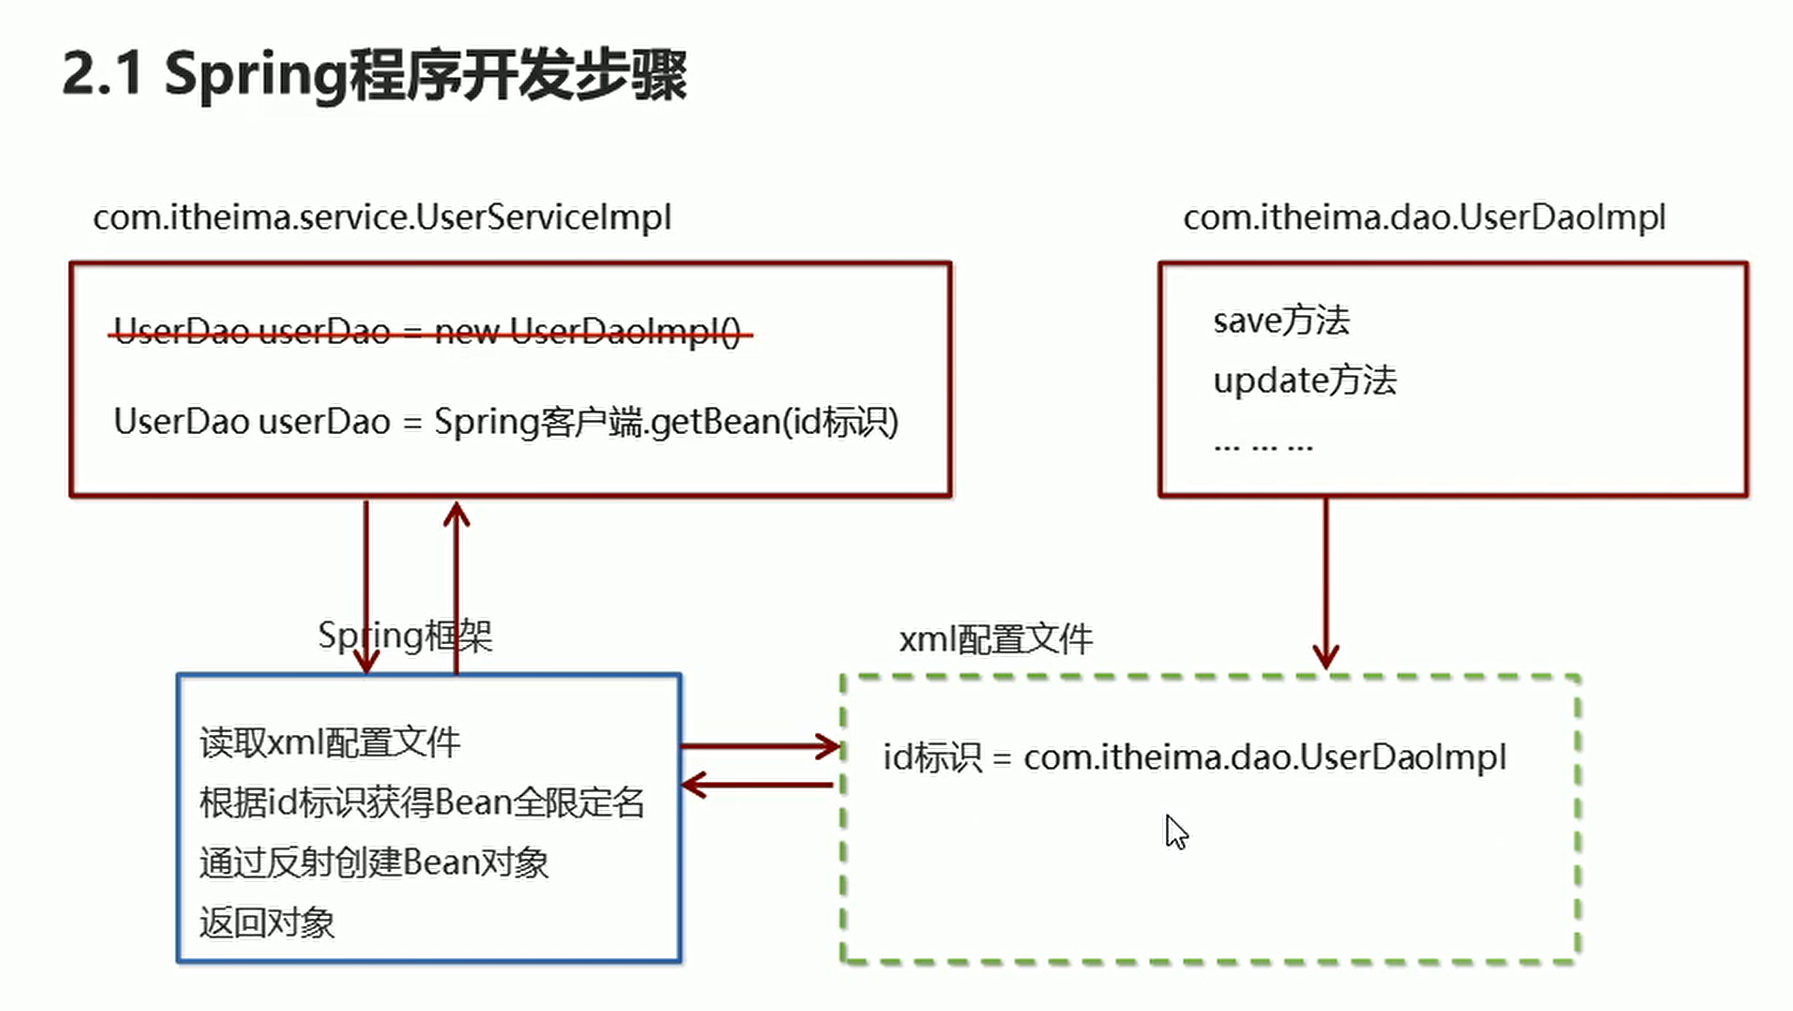 2.1 Spring程序开发步骤
com.itheima.service.UserServiceImpl
UserDao userDao = new UserDaoImpl()
UserDao userDao = Spring客户端.getBean(id标识)
com.itheima.dao.UserDaoImpl
save方法
update方法
... ... ...
Spring框架
读取xml配置文件
根据id标识获得Bean全限定名
通过反射创建Bean对象
返回对象
xml配置文件
id标识 = com.itheima.dao.UserDaoImpl